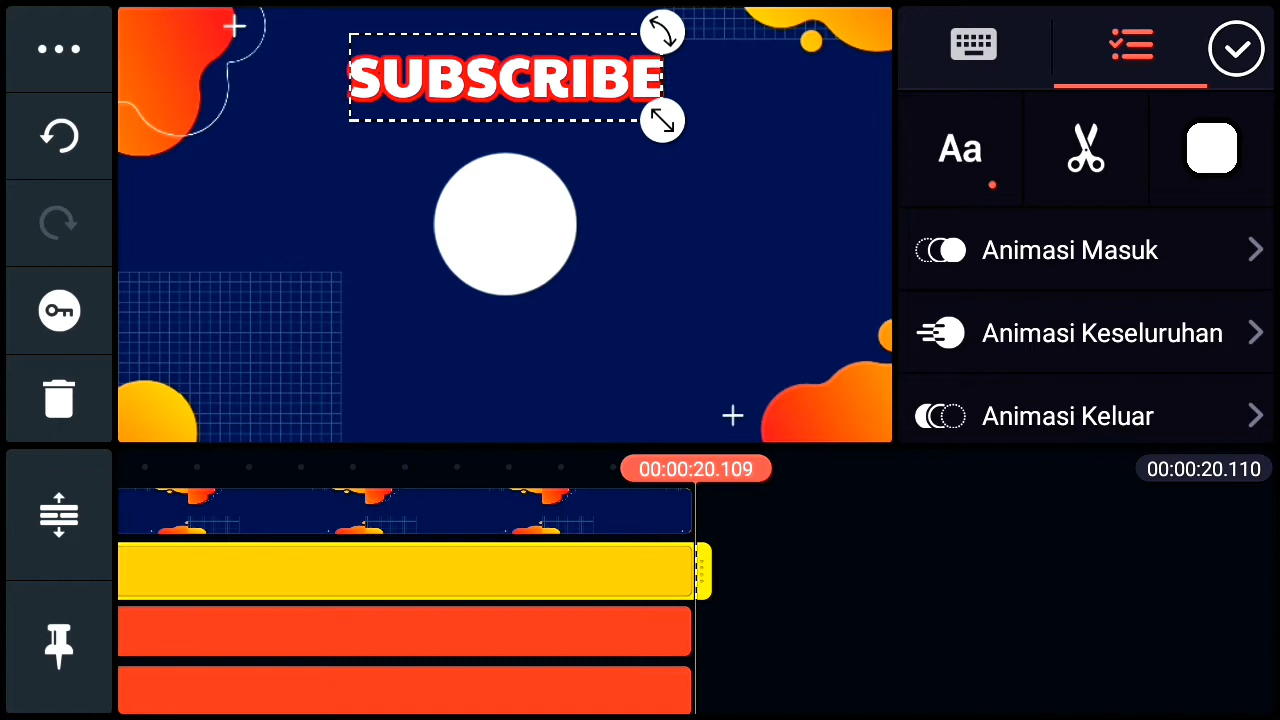 SUBSCRIBE
Aa
Animasi Masuk
Animasi Keseluruhan
Animasi Keluar
00:00:20.109
00:00:20.110